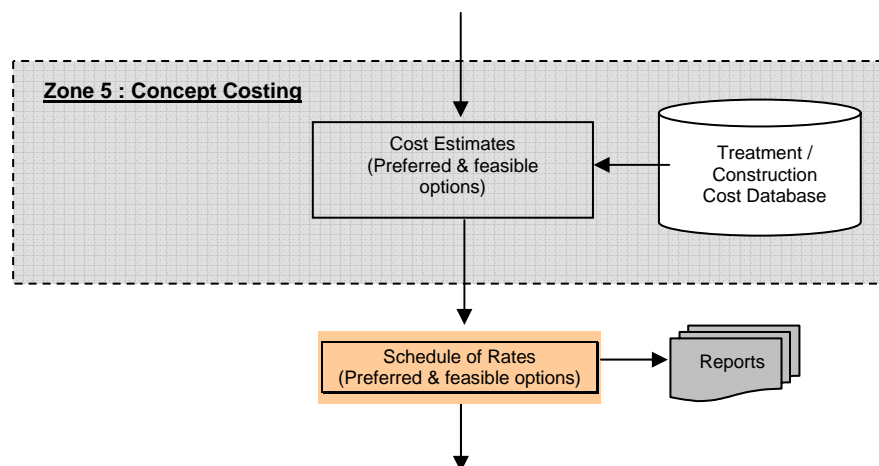 Zone 5 : Concept Costing
Cost Estimates
(Preferred & feasible
options)
Treatment /
Construction
Cost Database
Schedule of Rates
(Preferred & feasible options)
Reports